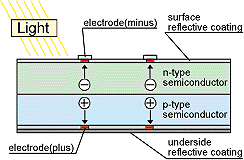 Light
electrode(minus)
surface
reflective coating
n-type
semiconductor
−
−
p-type
semiconductor
+
+
electrode(plus)
underside
reflective coating